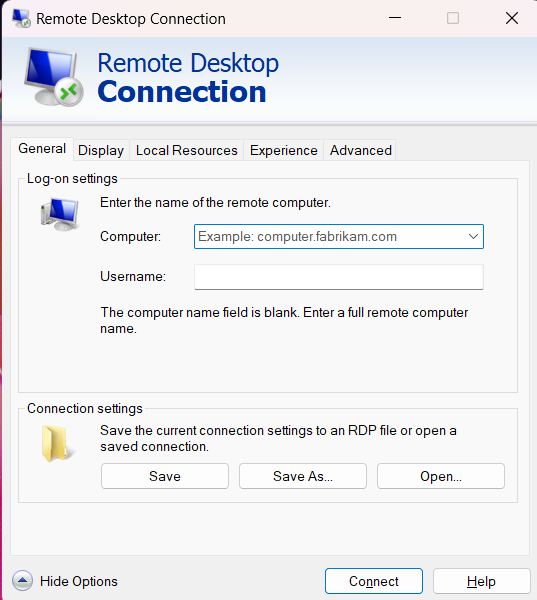 Remote Desktop Connection
Remote Desktop
Connection
General Display Local Resources Experience Advanced
Log-on settings
Enter the name of the remote computer.
Computer: Example: computer.fabrikam.com
Username:
The computer name field is blank. Enter a full remote computer
name.
Connection settings
Save the current connection settings to an RDP file or open a
saved connection.
Save Save As... Open...
Hide Options Connect Help